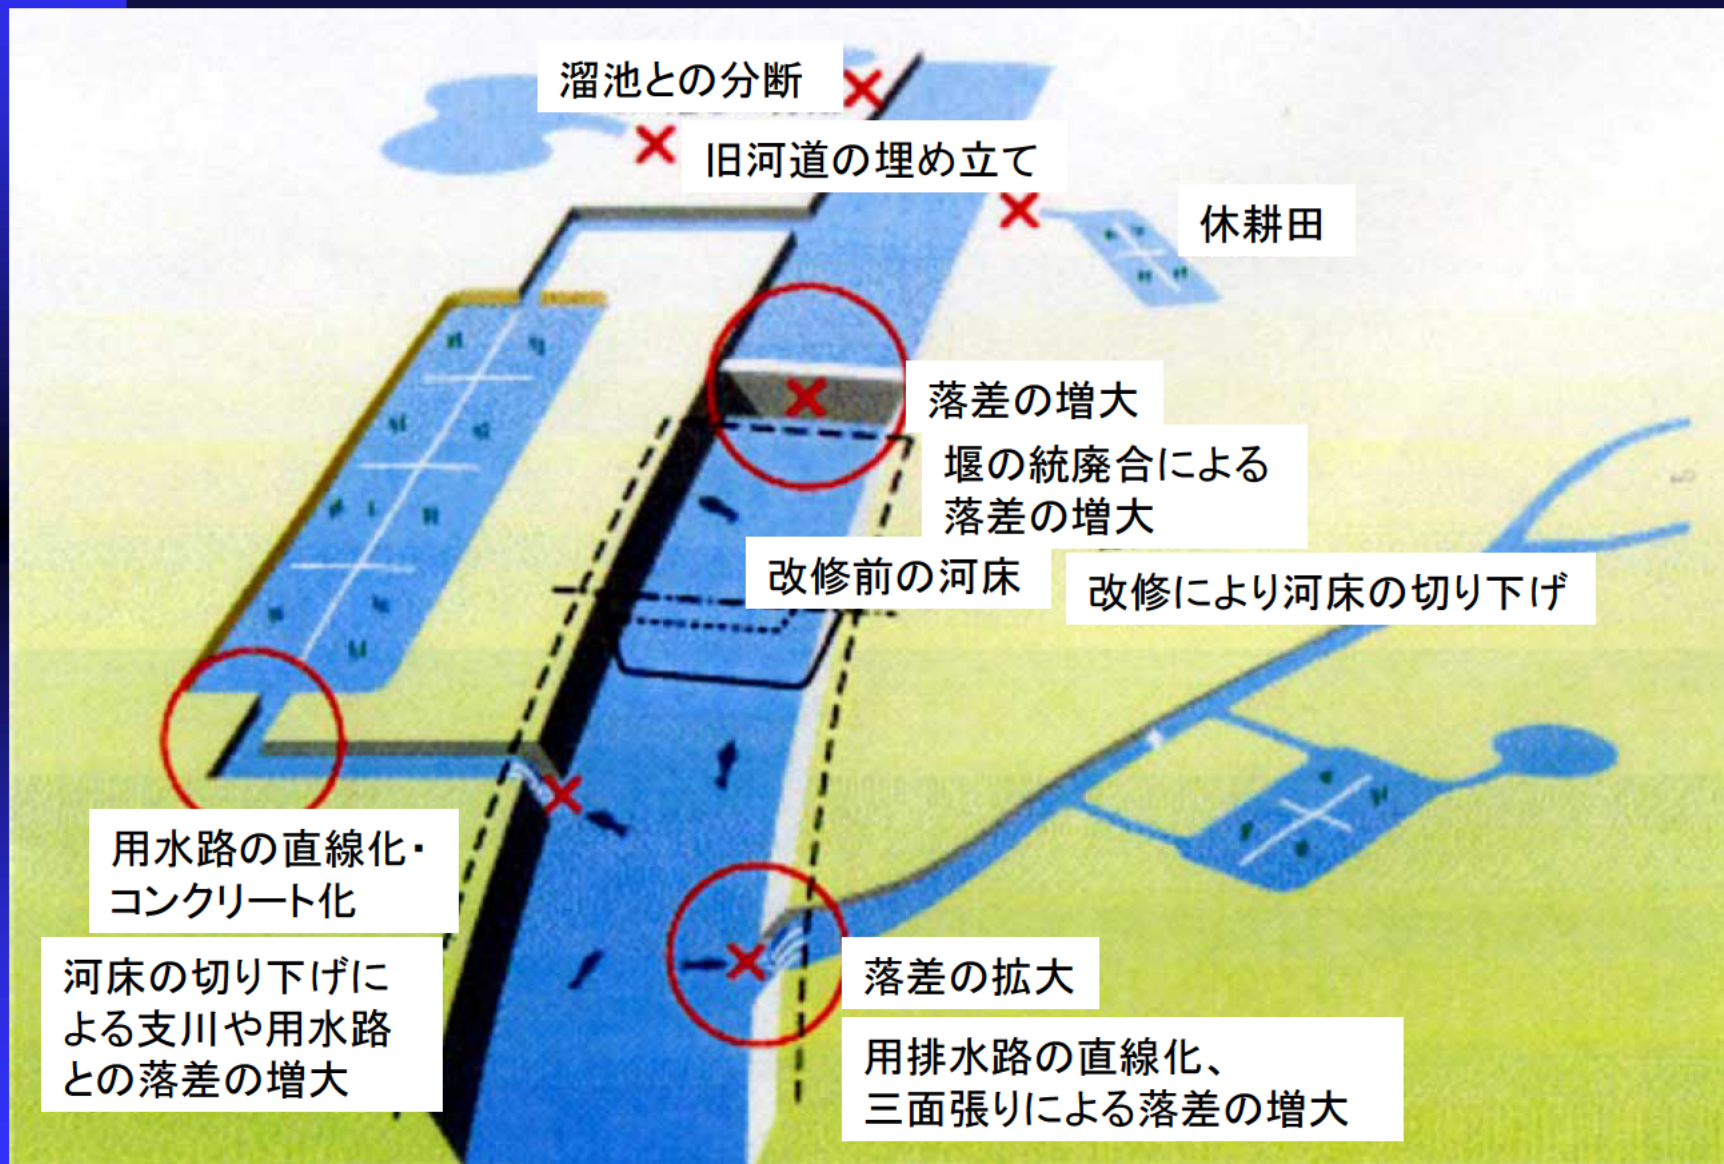 溜池との分断
旧河道の埋め立て
休耕田
落差の増大
堰の統廃合による
落差の増大
改修前の河床
改修により河床の切り下げ
用水路の直線化・
コンクリート化
河床の切り下げに
よる支川や用水路
との落差の増大
落差の拡大
用排水路の直線化、
三面張りによる落差の増大